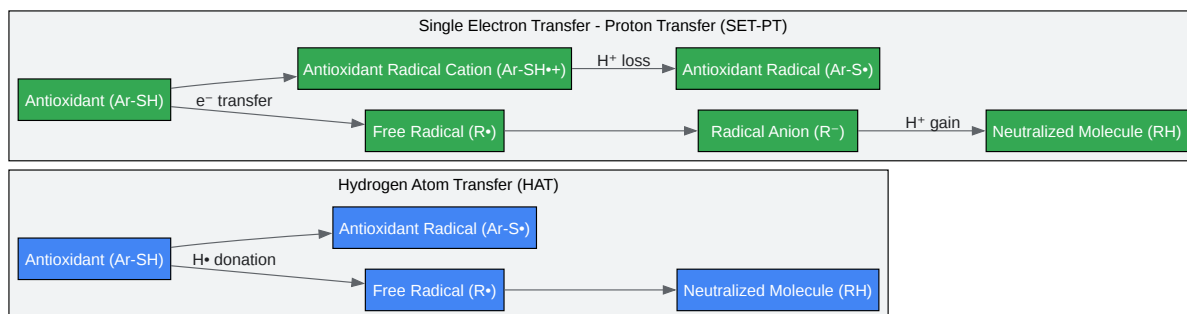 Single Electron Transfer - Proton Transfer (SET-PT)
Antioxidant (Ar-SH)
e⁻ transfer
Antioxidant Radical Cation (Ar-SH•+)
H⁺ loss
Antioxidant Radical (Ar-S•)
Free Radical (R•)
Radical Anion (R⁻)
H⁺ gain
Neutralized Molecule (RH)
Hydrogen Atom Transfer (HAT)
Antioxidant (Ar-SH)
H• donation
Antioxidant Radical (Ar-S•)
Free Radical (R•)
Neutralized Molecule (RH)